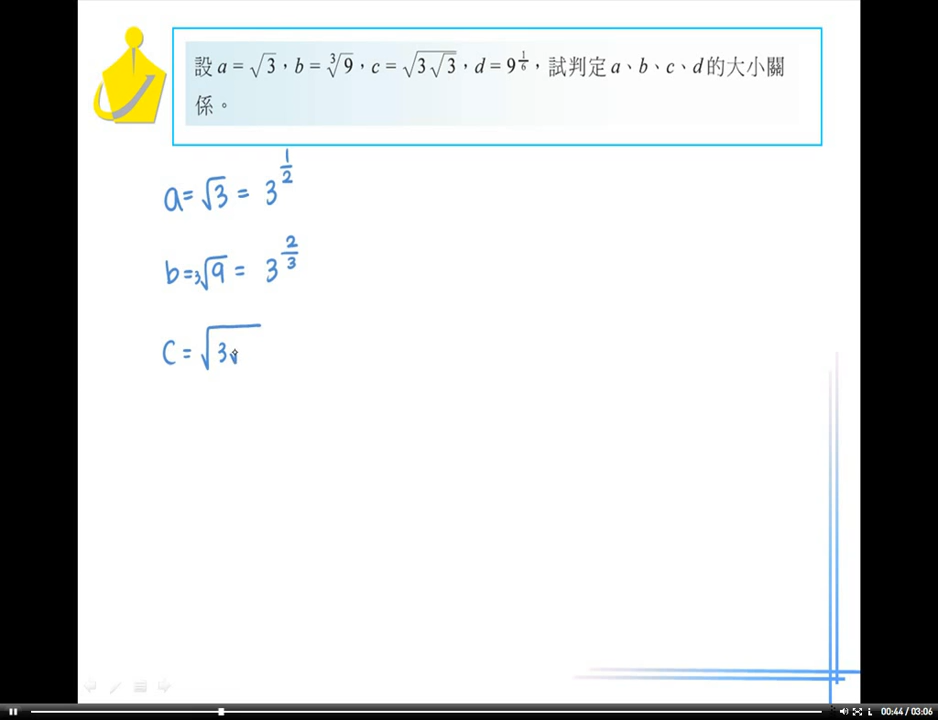 設 a = √3，b = ∛9，c = √(3√3)，d = 9^(1/6)，試判定 a、b、c、d 的大小關
係。
a = √3 = 3^(1/2)
b = ³√9 = 3^(2/3)
c = √(3√
00:44 / 03:06